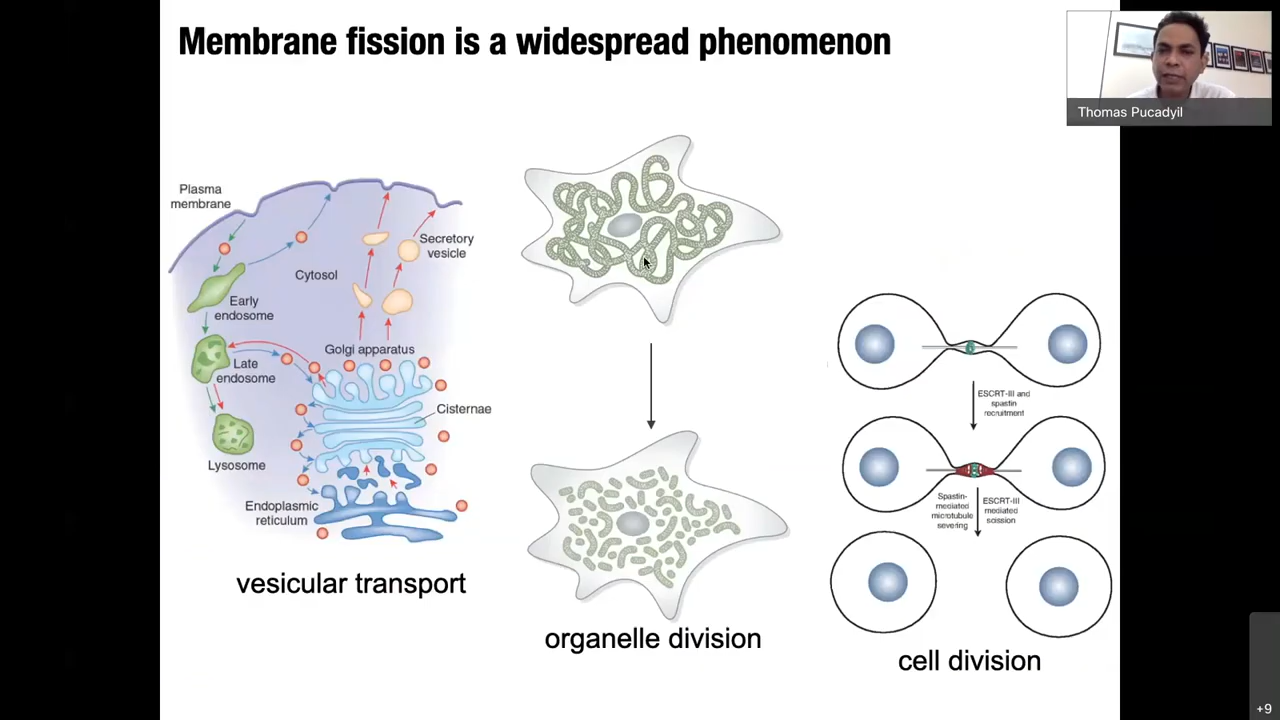 Membrane fission is a widespread phenomenon
Thomas Pucadyil
Plasma
membrane
Secretory
vesicle
Cytosol
Early
endosome
Golgi apparatus
Late
endosome
Cisternae
Lysosome
Endoplasmic
reticulum
vesicular transport
organelle division
ESCRT-III and
spastin
recruitment
Spastin-
mediated
microtubule
severing
ESCRT-III
mediated
scission
cell division
+9